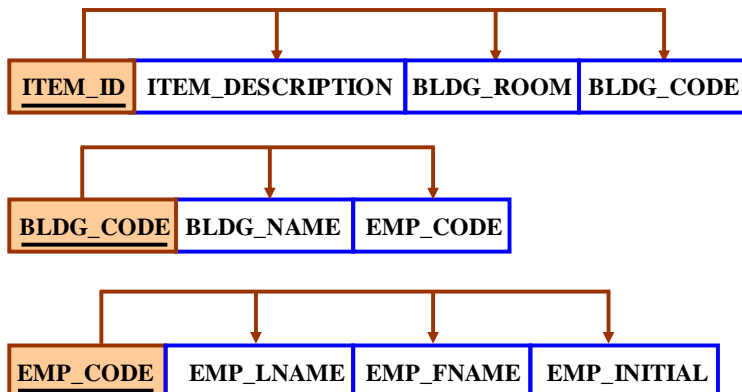 ITEM_ID ITEM_DESCRIPTION BLDG_ROOM BLDG_CODE
BLDG_CODE BLDG_NAME EMP_CODE
EMP_CODE EMP_LNAME EMP_FNAME EMP_INITIAL